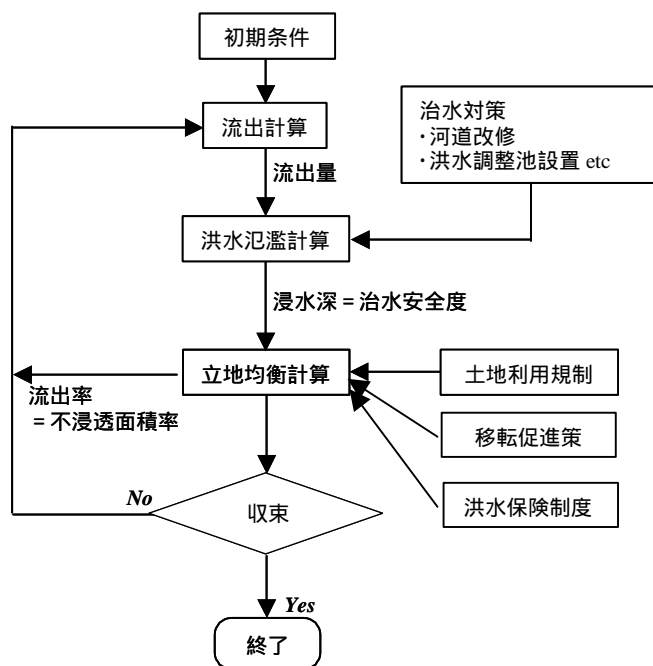 初期条件
流出計算
治水対策
・河道改修
・洪水調整池設置 etc
流出量
洪水氾濫計算
浸水深 = 治水安全度
立地均衡計算
土地利用規制
流出率
= 不浸透面積率
移転促進策
No
収束
洪水保険制度
Yes
終了